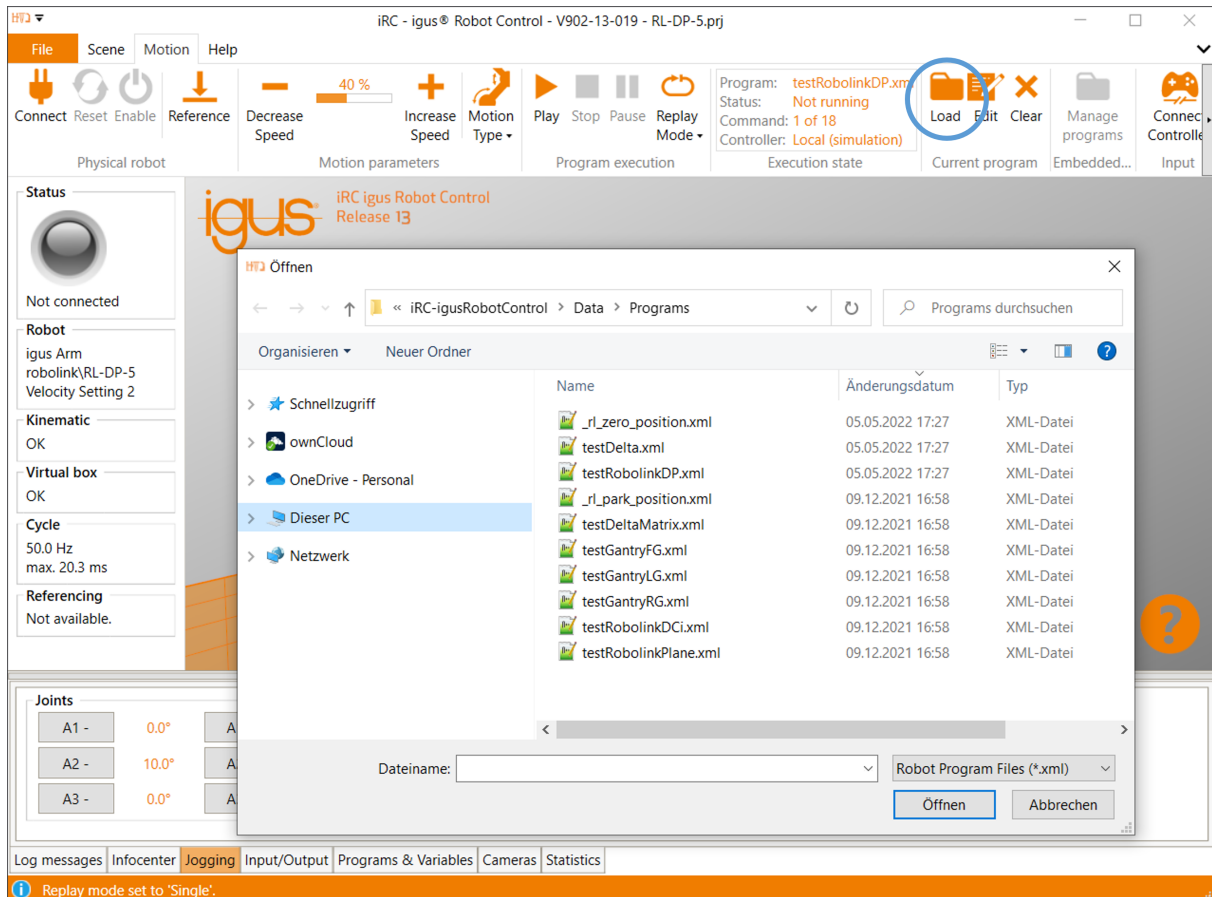 iRC - igus® Robot Control - V902-13-019 - RL-DP-5.prj
File Scene Motion Help
Connect Reset Enable Reference
Decrease Speed
40 %
Increase Speed
Motion Type
Play Stop Pause Replay Mode
Program: testRobolinkDP.xm
Status: Not running
Command: 1 of 18
Controller: Local (simulation)
Load Edit Clear
Manage programs
Connec
Controlle
Physical robot Motion parameters Program execution Execution state Current program Embedded... Input
Status
Not connected
Robot
igus Arm
robolink\RL-DP-5
Velocity Setting 2
Kinematic
OK
Virtual box
OK
Cycle
50.0 Hz
max. 20.3 ms
Referencing
Not available.
igus
iRC igus Robot Control
Release 13
Öffnen
« iRC-igusRobotControl > Data > Programs
Programs durchsuchen
Organisieren Neuer Ordner
?
Schnellzugriff
ownCloud
OneDrive - Personal
Dieser PC
Netzwerk
Name Änderungsdatum Typ
_rl_zero_position.xml 05.05.2022 17:27 XML-Datei
testDelta.xml 05.05.2022 17:27 XML-Datei
testRobolinkDP.xml 05.05.2022 17:27 XML-Datei
_rl_park_position.xml 09.12.2021 16:58 XML-Datei
testDeltaMatrix.xml 09.12.2021 16:58 XML-Datei
testGantryFG.xml 09.12.2021 16:58 XML-Datei
testGantryLG.xml 09.12.2021 16:58 XML-Datei
testGantryRG.xml 09.12.2021 16:58 XML-Datei
testRobolinkDCi.xml 09.12.2021 16:58 XML-Datei
testRobolinkPlane.xml 09.12.2021 16:58 XML-Datei
Dateiname:
Robot Program Files (*.xml)
Öffnen Abbrechen
?
Joints
A1 - 0.0° A
A2 - 10.0° A
A3 - 0.0° A
Log messages Infocenter Jogging Input/Output Programs & Variables Cameras Statistics
Replay mode set to 'Single'.